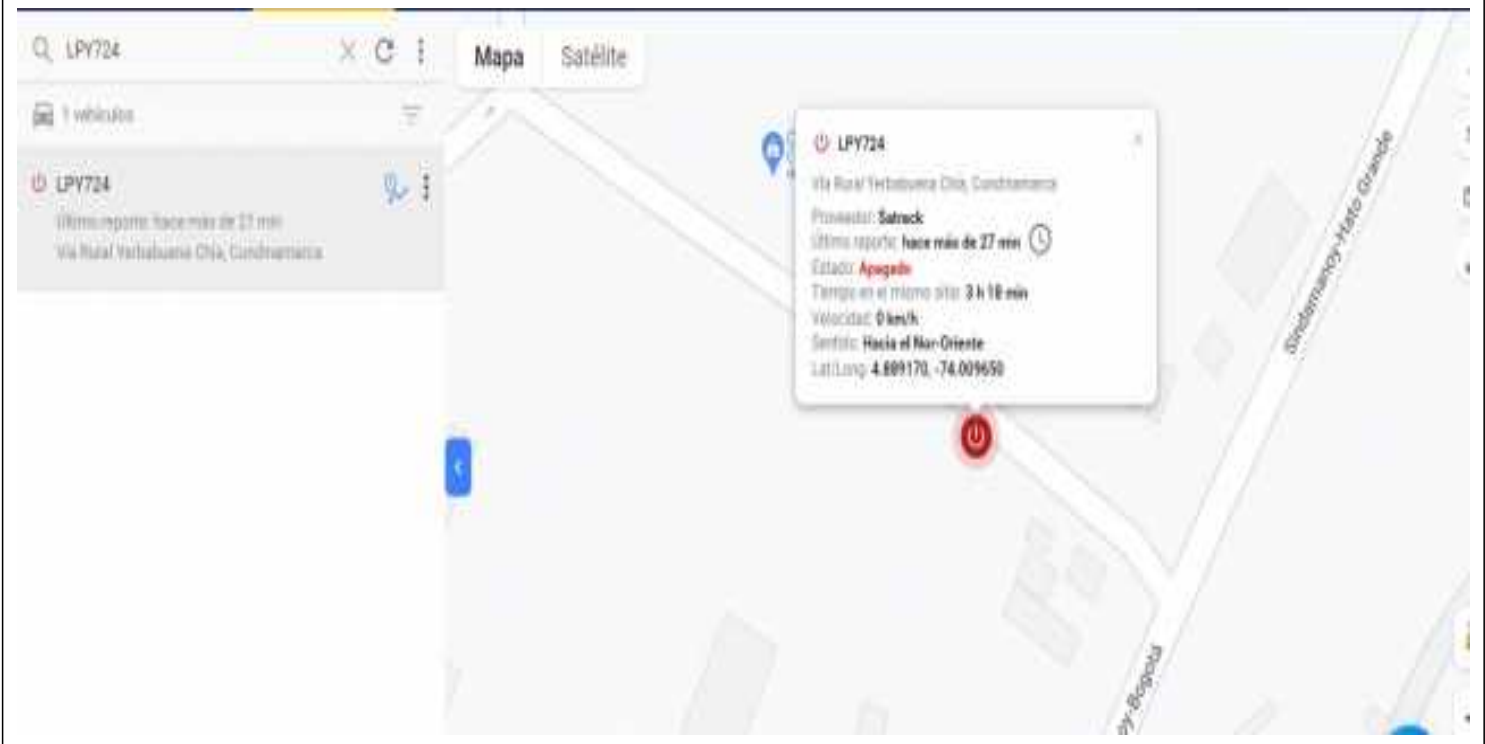 LPY724
Mapa Satélite
1 vehículos
LPY724
Último reporte: hace más de 27 min
Vía Rural Yerbabuena Chía, Cundinamarca
LPY724
Vía Rural Yerbabuena Chía, Cundinamarca
Proveedor: Satrack
Último reporte: hace más de 27 min
Estado: Apagado
Tiempo en el mismo sitio: 3 h 18 min
Velocidad: 0 km/h
Sentido: Hacia el Nor-Oriente
Lat/Long: 4.889170, -74.009650
Sindamanoy-Hato Grande
oy-Bogotá